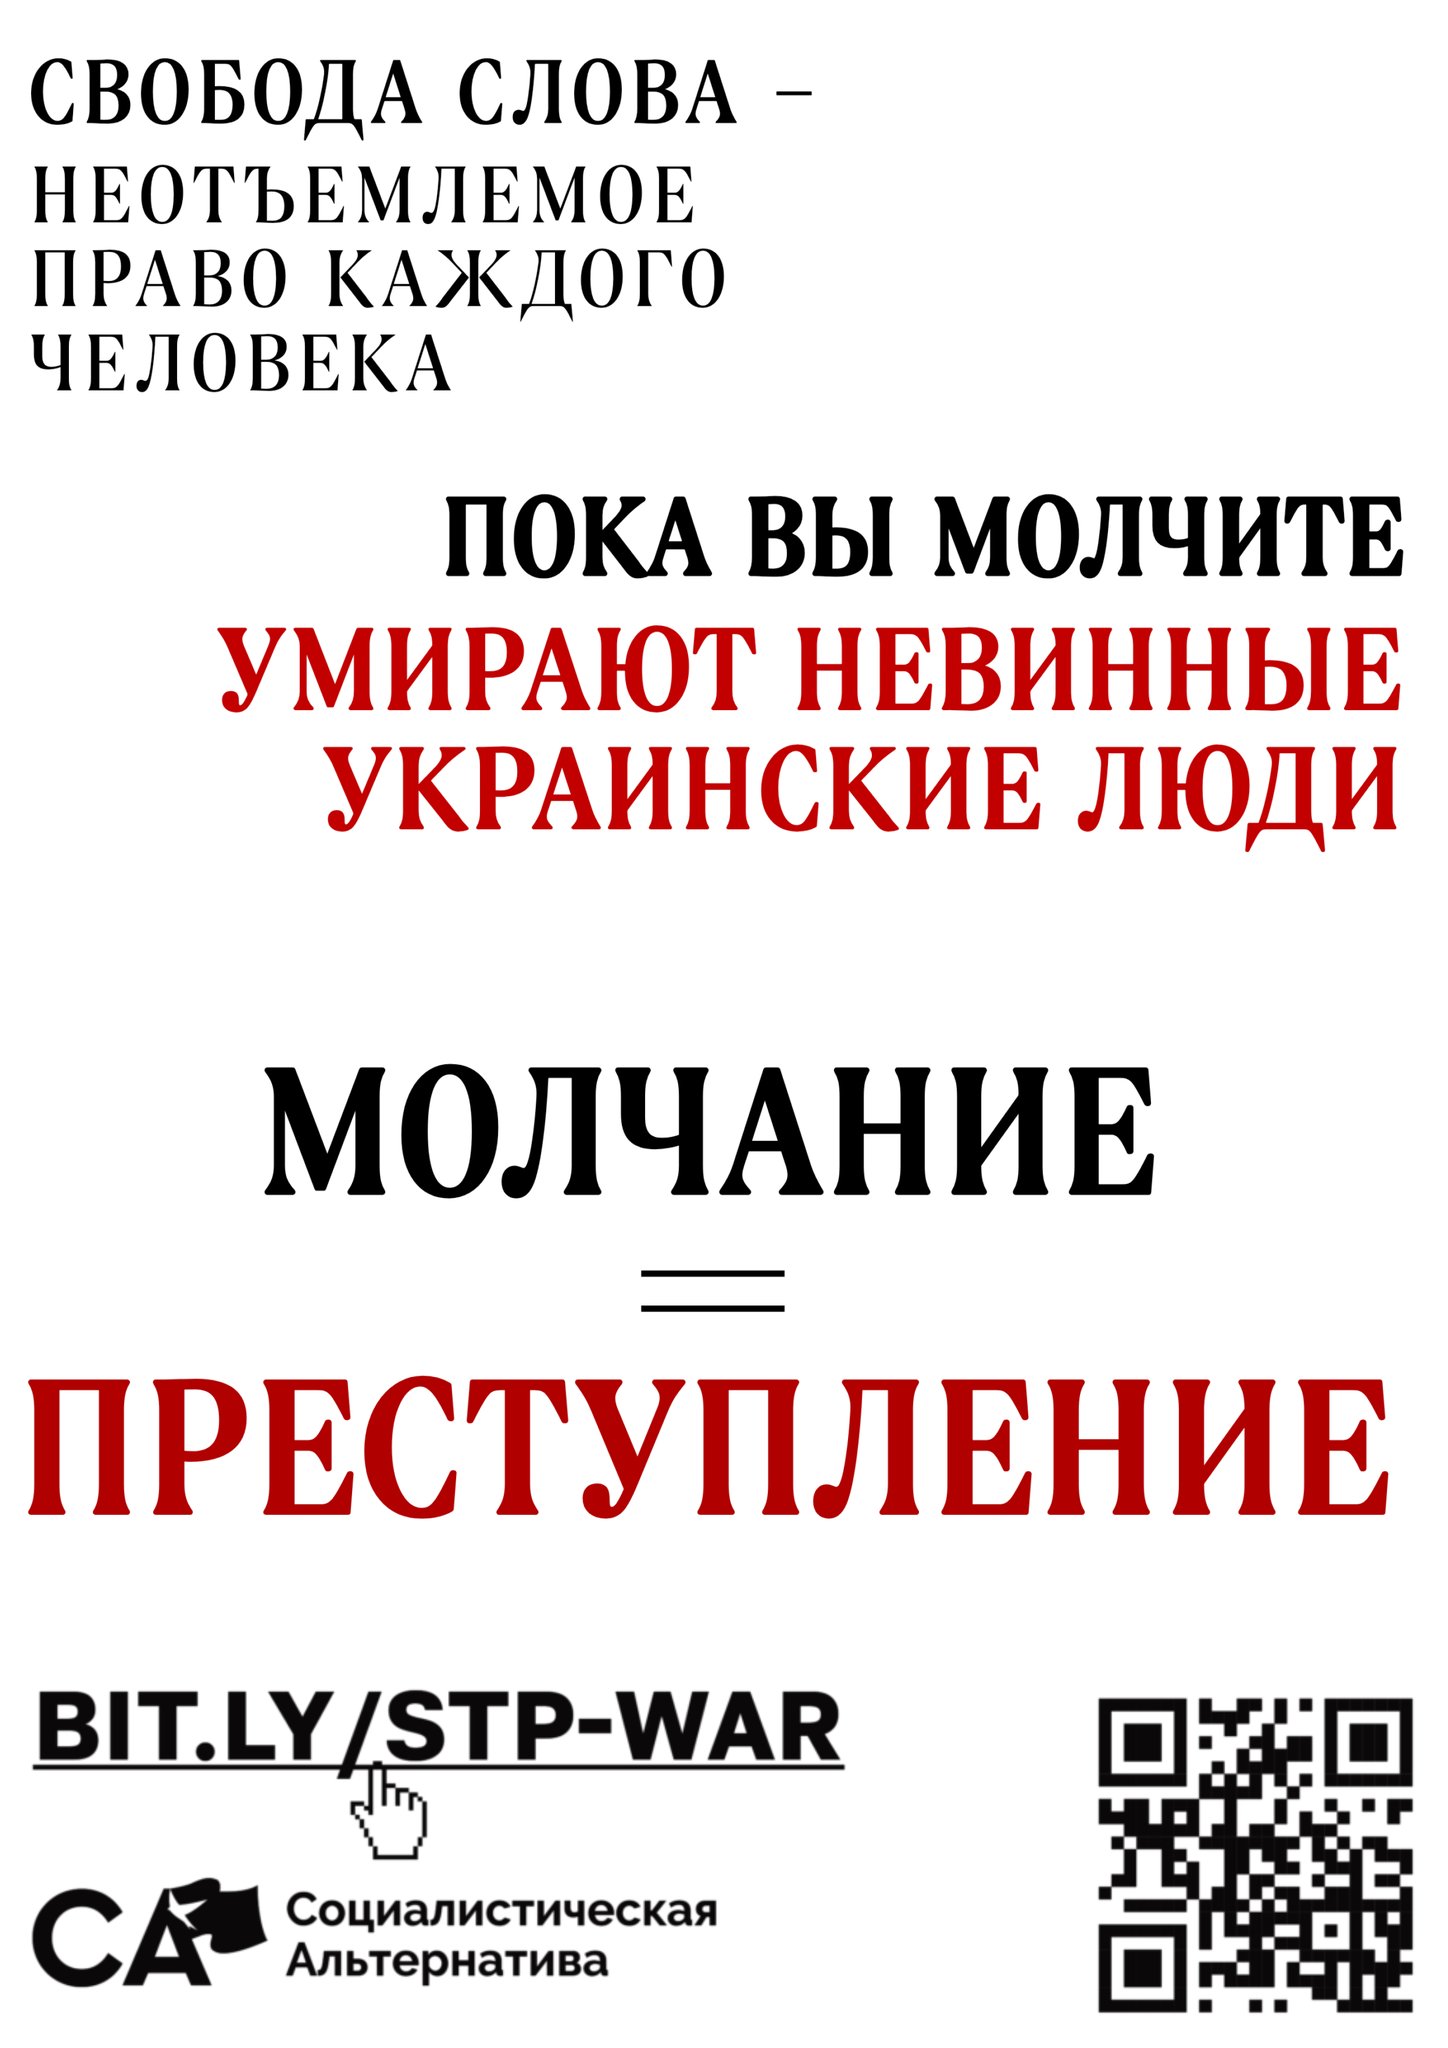 СВОБОДА СЛОВА –
НЕОТЪЕМЛЕМОЕ
ПРАВО КАЖДОГО
ЧЕЛОВЕКА
ПОКА ВЫ МОЛЧИТЕ
УМИРАЮТ НЕВИННЫЕ
УКРАИНСКИЕ ЛЮДИ
МОЛЧАНИЕ
=
ПРЕСТУПЛЕНИЕ
BIT.LY/STP-WAR
СА Социалистическая
Альтернатива